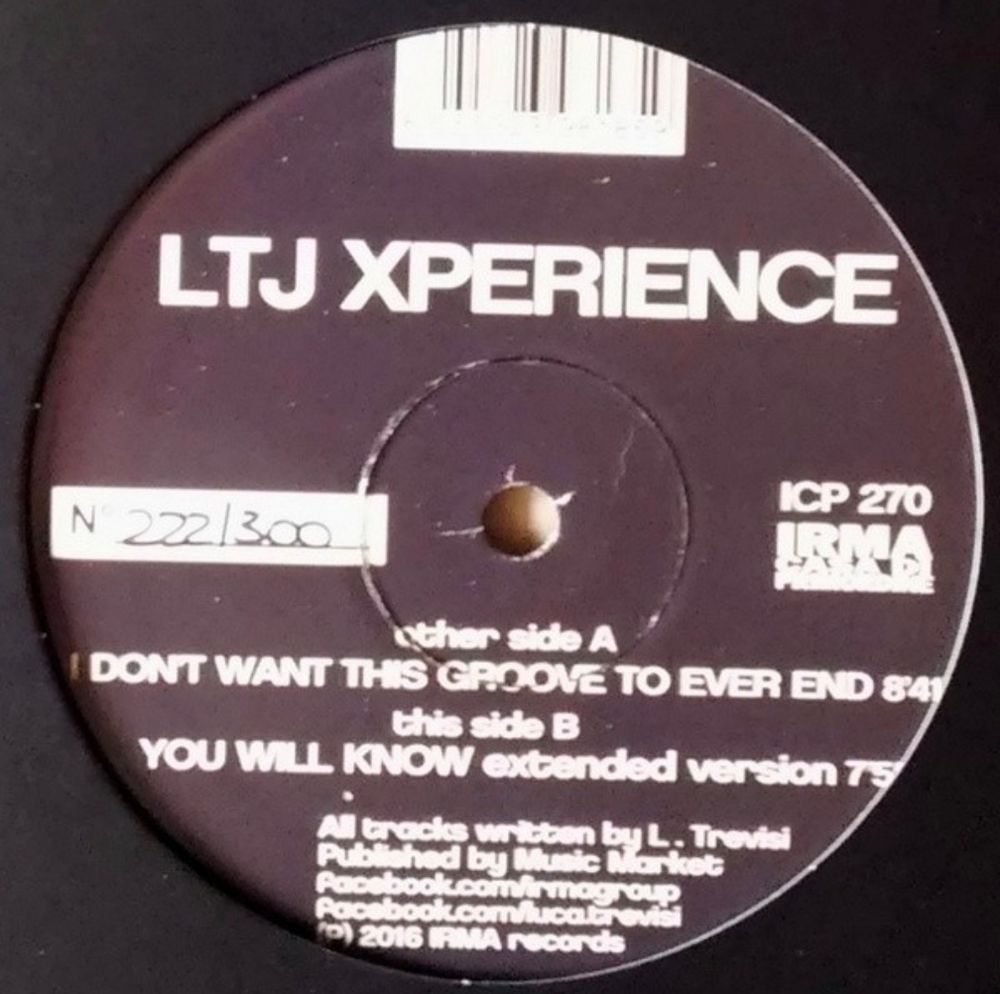 LTJ XPERIENCE
N° 222/300
ICP 270
IRMA
CASA DI
PRIMORDINE
other side A
I DON'T WANT THIS GROOVE TO EVER END 8'41
this side B
YOU WILL KNOW extended version 7'5
All tracks written by L . Trevisi
Published by Music Market
facebook.com/irmagroup
facebook.com/luca.trevisi
(P) 2016 IRMA records